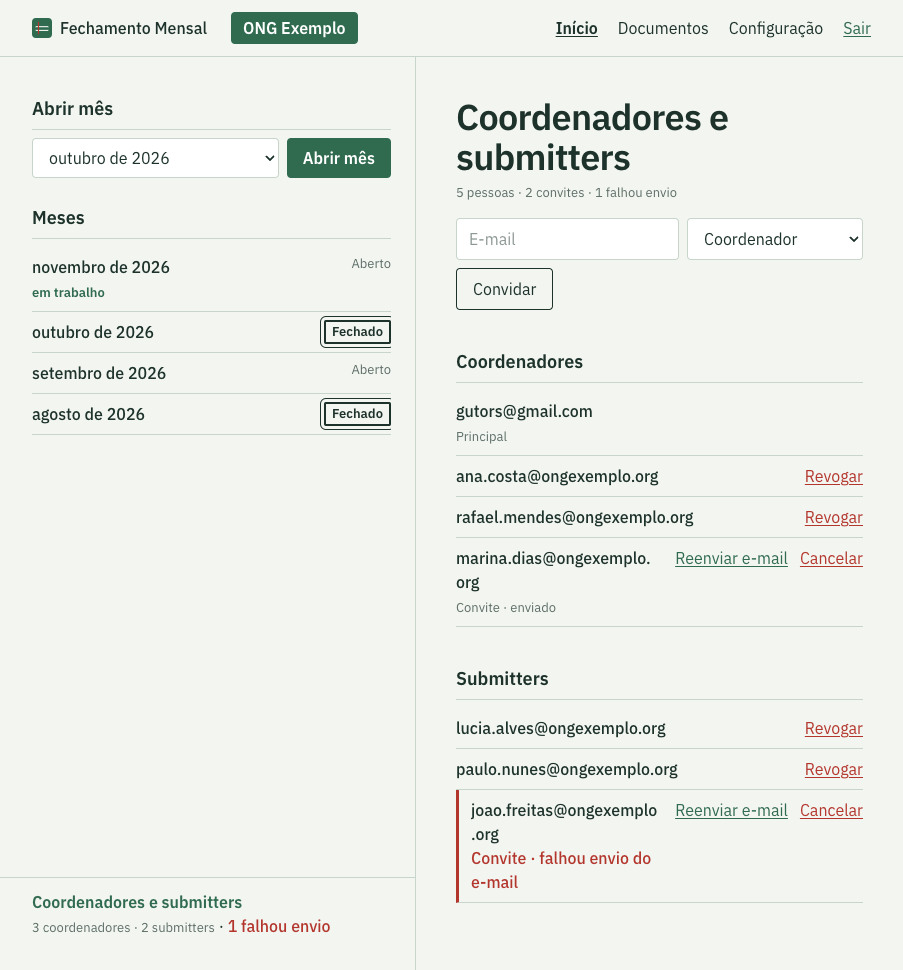 Fechamento Mensal
ONG Exemplo
Início
Documentos
Configuração
Sair
Abrir mês
outubro de 2026
Abrir mês
Meses
novembro de 2026
Aberto
em trabalho
outubro de 2026
Fechado
setembro de 2026
Aberto
agosto de 2026
Fechado
Coordenadores e submitters
3 coordenadores · 2 submitters · 1 falhou envio
Coordenadores e
submitters
5 pessoas · 2 convites · 1 falhou envio
E-mail
Coordenador
Convidar
Coordenadores
gutors@gmail.com
Principal
ana.costa@ongexemplo.org
Revogar
rafael.mendes@ongexemplo.org
Revogar
marina.dias@ongexemplo.
org
Reenviar e-mail
Cancelar
Convite · enviado
Submitters
lucia.alves@ongexemplo.org
Revogar
paulo.nunes@ongexemplo.org
Revogar
joao.freitas@ongexemplo
.org
Reenviar e-mail
Cancelar
Convite · falhou envio do
e-mail